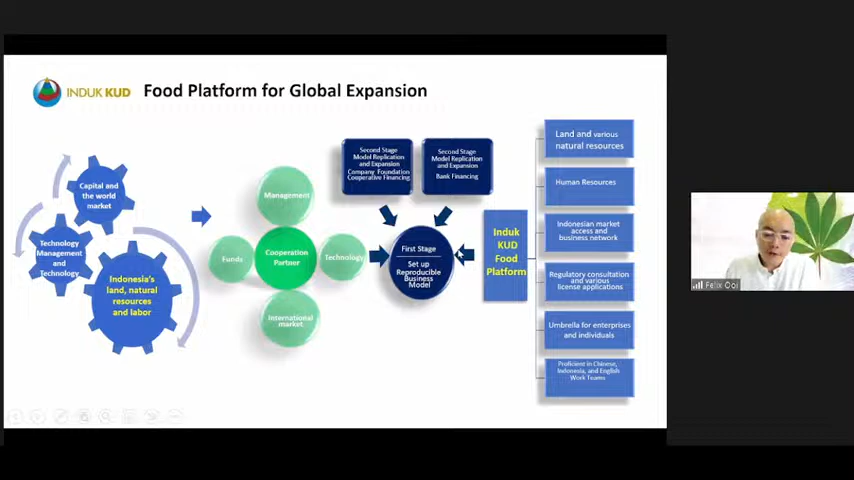 INDUK KUD
Food Platform for Global Expansion
Capital and
the world
market
Technology
Management
and
Technology
Indonesia's
land, natural
resources
and labor
Management
Funds
Cooperation
Partner
Technology
International
market
Second Stage
Model Replication
and Expansion
Company Foundation
Cooperative Financing
Second Stage
Model Replication
and Expansion
Bank Financing
First Stage
Set up
Reproducible
Business
Model
Induk
KUD
Food
Platform
Land and various
natural resources
Human Resources
Indonesian market
access and
business network
Regulatory consultation
and various
license applications
Umbrella for enterprises
and individuals
Proficient in Chinese,
Indonesia, and English
Work Teams
Felix Ooi